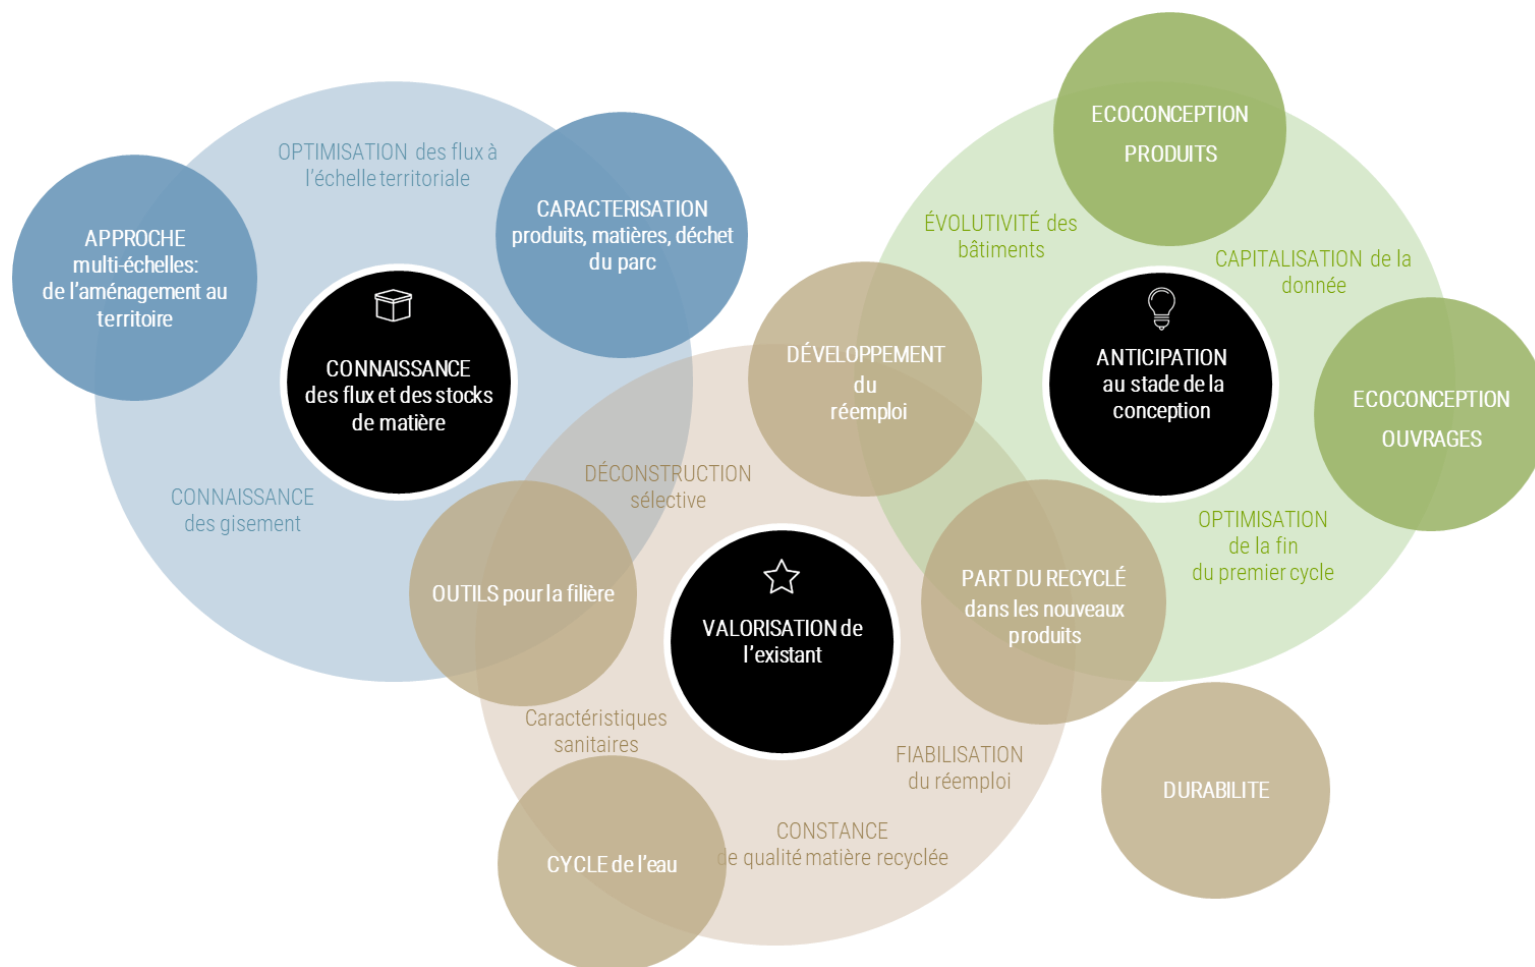 OPTIMISATION des flux à
l'échelle territoriale
APPROCHE
multi-échelles:
de l'aménagement au
territoire
CARACTERISATION
produits, matières, déchet
du parc
CONNAISSANCE
des flux et des stocks
de matière
CONNAISSANCE
des gisement
ECOCONCEPTION
PRODUITS
ÉVOLUTIVITÉ des
bâtiments
CAPITALISATION de la
donnée
ANTICIPATION
au stade de la
conception
ECOCONCEPTION
OUVRAGES
OPTIMISATION
de la fin
du premier cycle
DÉVELOPPEMENT
du
réemploi
DÉCONSTRUCTION
sélective
OUTILS pour la filière
VALORISATION de
l'existant
PART DU RECYCLÉ
dans les nouveaux
produits
Caractéristiques
sanitaires
FIABILISATION
du réemploi
CONSTANCE
de qualité matière recyclée
CYCLE de l'eau
DURABILITE